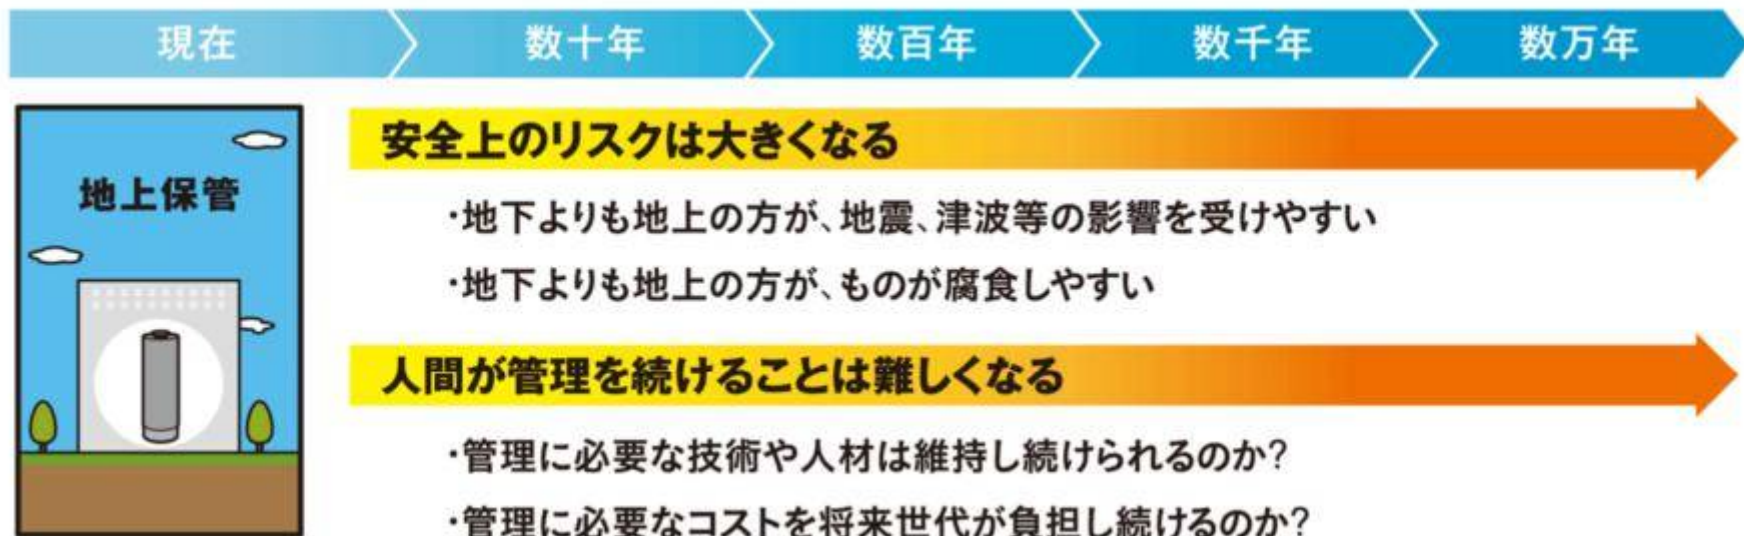 現在 数十年 数百年 数千年 数万年
地上保管
安全上のリスクは大きくなる
・地下よりも地上の方が、地震、津波等の影響を受けやすい
・地下よりも地上の方が、ものが腐食しやすい
人間が管理を続けることは難しくなる
・管理に必要な技術や人材は維持し続けられるのか?
・管理に必要なコストを将来世代が負担し続けるのか?